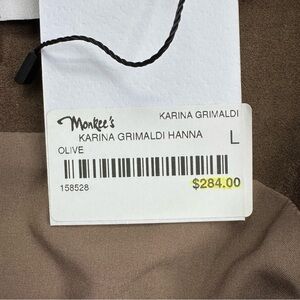 Monkee's
KARINA GRIMALDI
KARINA GRIMALDI HANNA
L
OLIVE
158528
$284.00